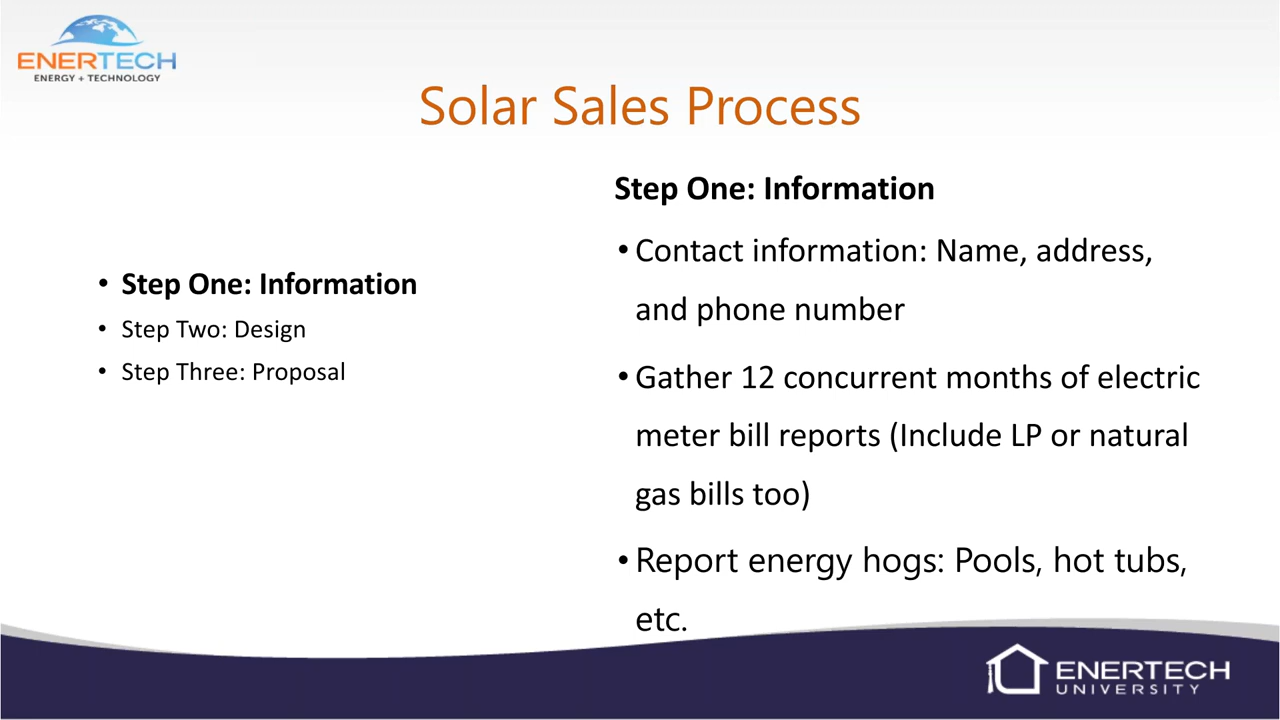 ENERTECH
ENERGY + TECHNOLOGY
Solar Sales Process
• Step One: Information
• Step Two: Design
• Step Three: Proposal
Step One: Information
• Contact information: Name, address,
and phone number
• Gather 12 concurrent months of electric
meter bill reports (Include LP or natural
gas bills too)
• Report energy hogs: Pools, hot tubs,
etc.
ENERTECH
UNIVERSITY